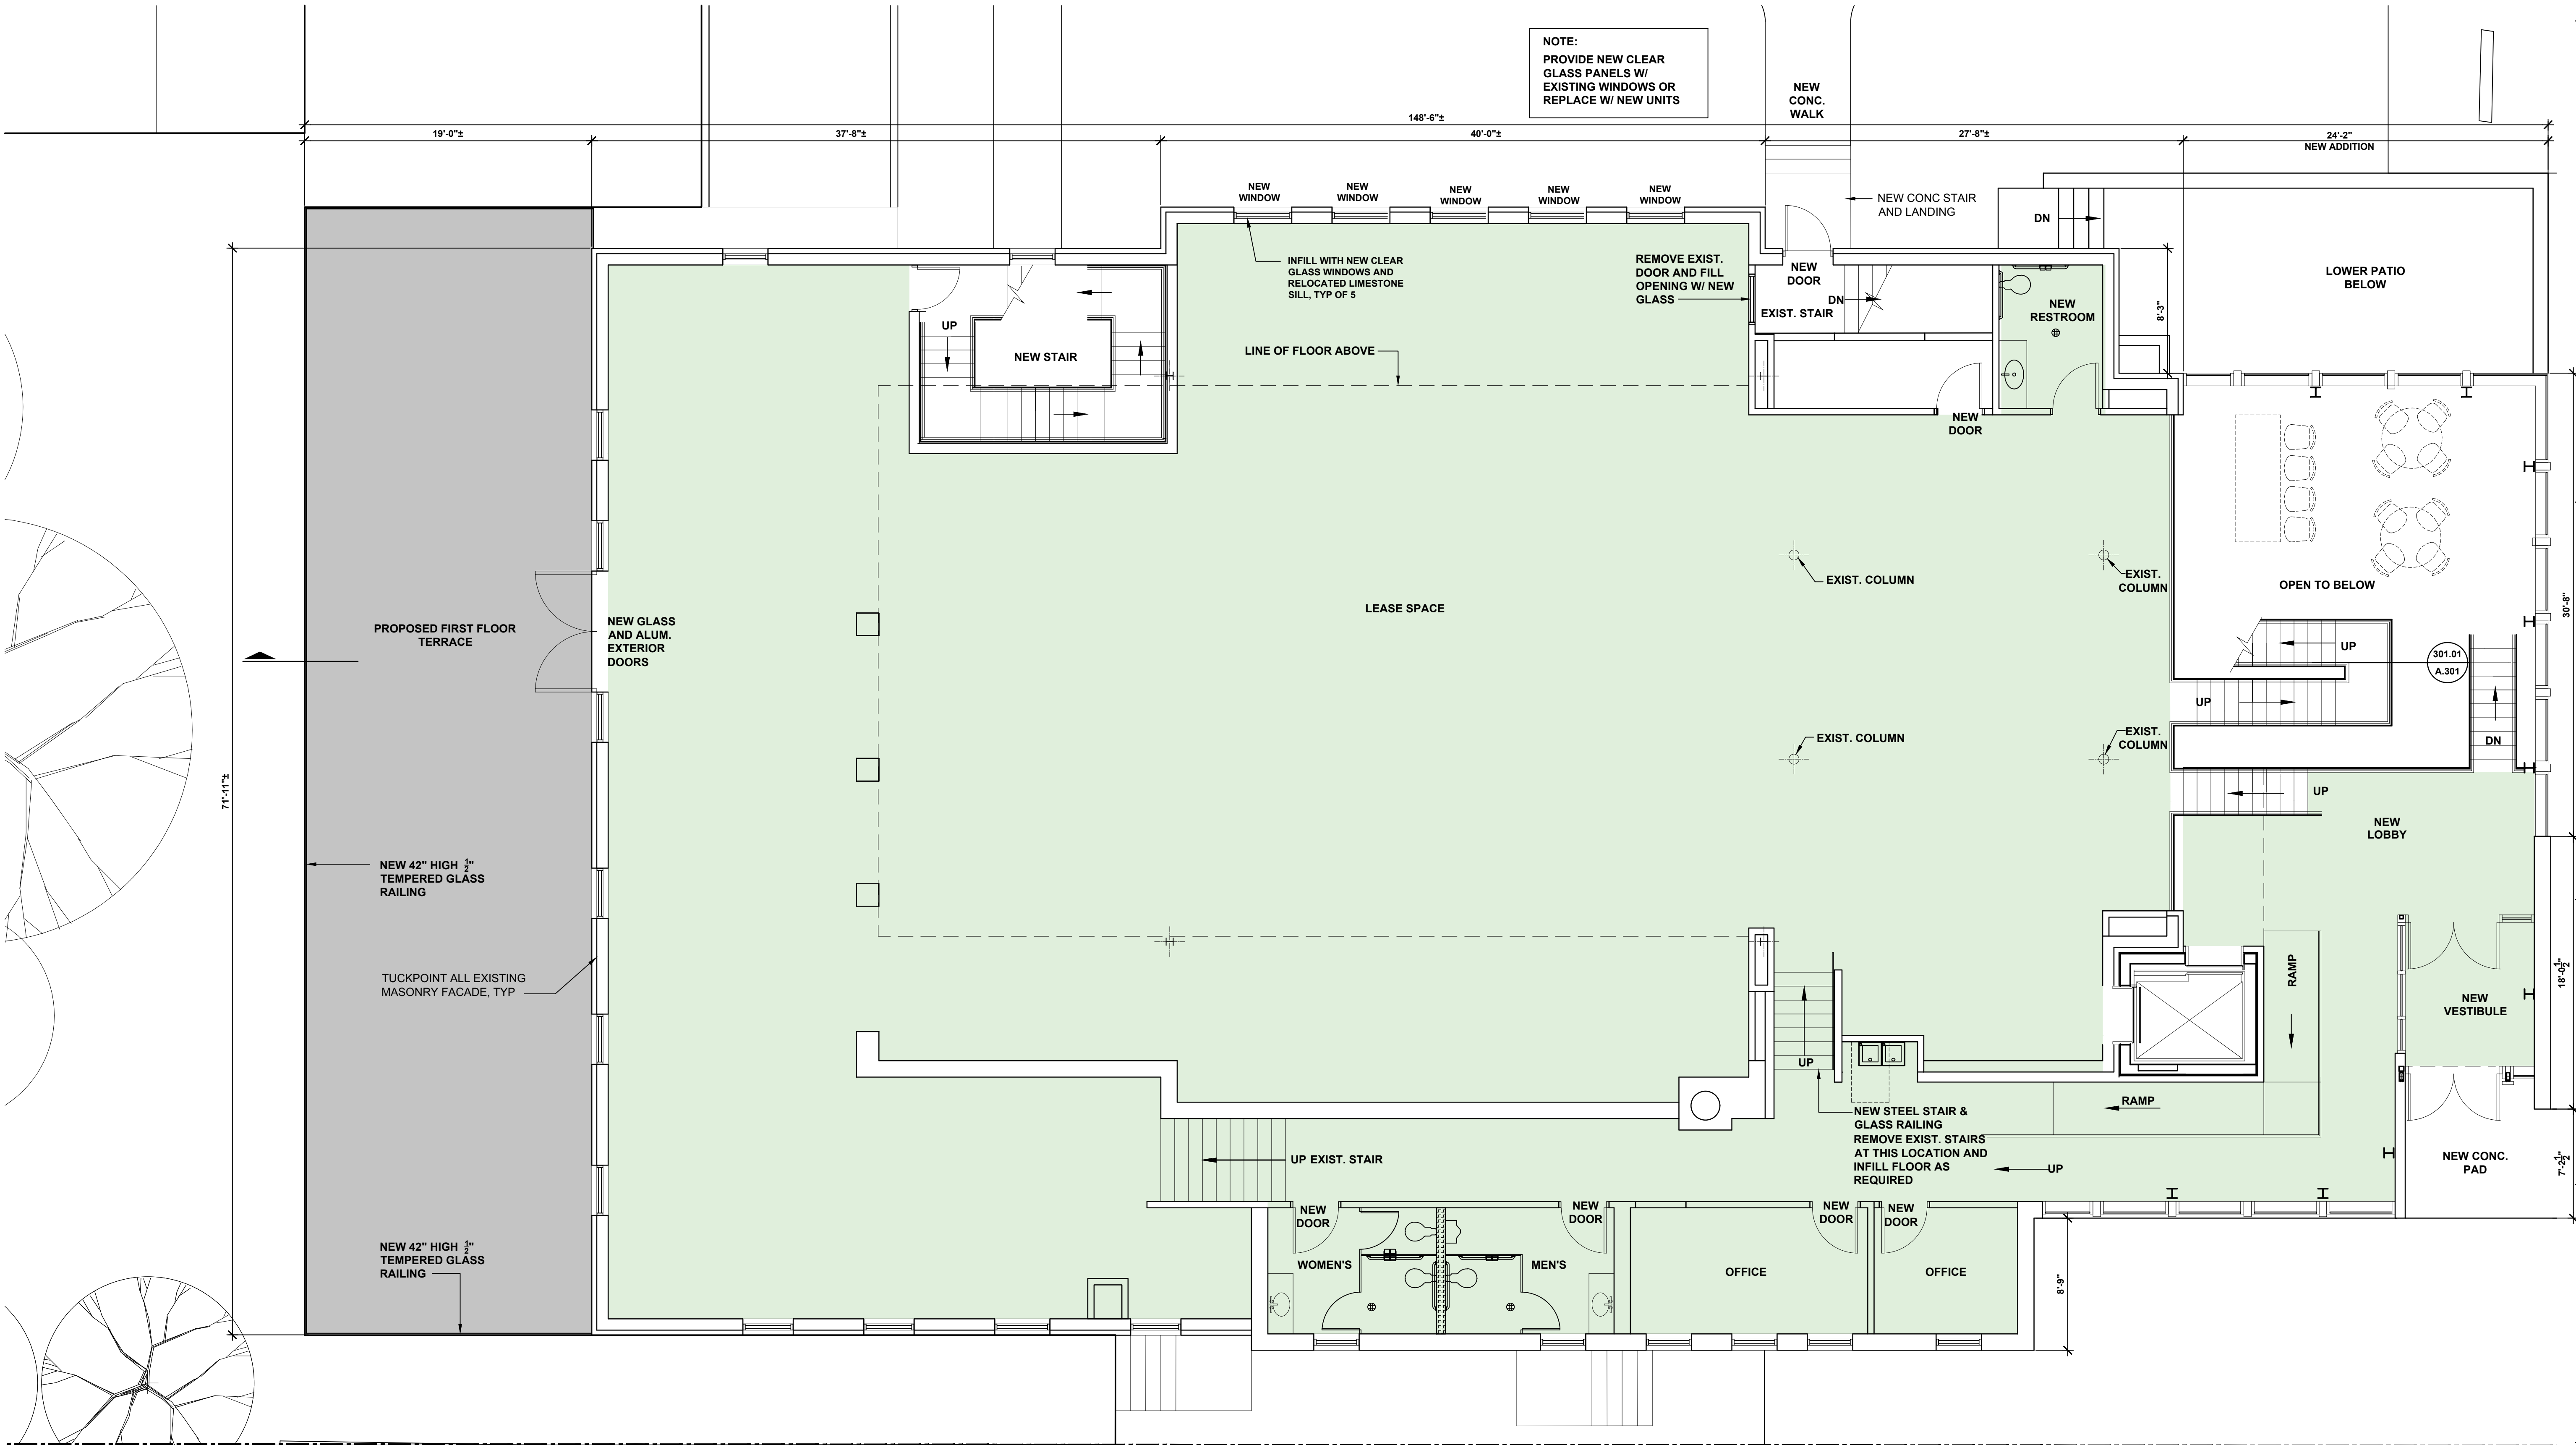 NOTE:
PROVIDE NEW CLEAR
GLASS PANELS W/
EXISTING WINDOWS OR
REPLACE W/ NEW UNITS
NEW
CONC.
WALK
148'-6"±
19'-0"±
37'-8"±
40'-0"±
27'-8"±
24'-2"
NEW ADDITION
NEW
WINDOW
NEW
WINDOW
NEW
WINDOW
NEW
WINDOW
NEW
WINDOW
NEW CONC STAIR
AND LANDING
DN
INFILL WITH NEW CLEAR
GLASS WINDOWS AND
RELOCATED LIMESTONE
SILL, TYP OF 5
REMOVE EXIST.
DOOR AND FILL
OPENING W/ NEW
GLASS
NEW
DOOR
DN
EXIST. STAIR
NEW
RESTROOM
8'-3"
LOWER PATIO
BELOW
UP
NEW STAIR
LINE OF FLOOR ABOVE
NEW
DOOR
EXIST. COLUMN
EXIST.
COLUMN
OPEN TO BELOW
30'-8"
LEASE SPACE
PROPOSED FIRST FLOOR
TERRACE
NEW GLASS
AND ALUM.
EXTERIOR
DOORS
UP
301.01
A.301
UP
EXIST. COLUMN
EXIST.
COLUMN
DN
71'-11"±
UP
NEW
LOBBY
NEW 42" HIGH 1/2"
TEMPERED GLASS
RAILING
TUCKPOINT ALL EXISTING
MASONRY FACADE, TYP
RAMP
NEW
VESTIBULE
18'-0 1/2"
UP
RAMP
NEW STEEL STAIR &
GLASS RAILING
REMOVE EXIST. STAIRS
AT THIS LOCATION AND
INFILL FLOOR AS
REQUIRED
UP
UP EXIST. STAIR
NEW CONC.
PAD
7'-2 1/2"
NEW
DOOR
NEW
DOOR
NEW
DOOR
NEW
DOOR
NEW 42" HIGH 1/2"
TEMPERED GLASS
RAILING
WOMEN'S
MEN'S
OFFICE
OFFICE
8'-9"